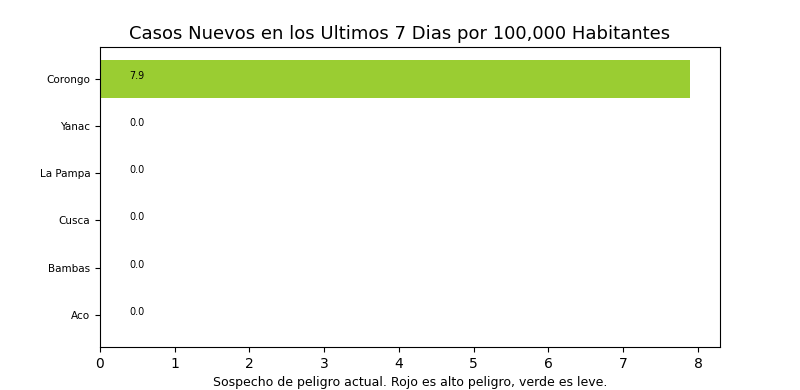 Casos Nuevos en los Ultimos 7 Dias por 100,000 Habitantes
Corongo 7.9
Yanac 0.0
La Pampa 0.0
Cusca 0.0
Bambas 0.0
Aco 0.0
0 1 2 3 4 5 6 7 8
Sospecho de peligro actual. Rojo es alto peligro, verde es leve.